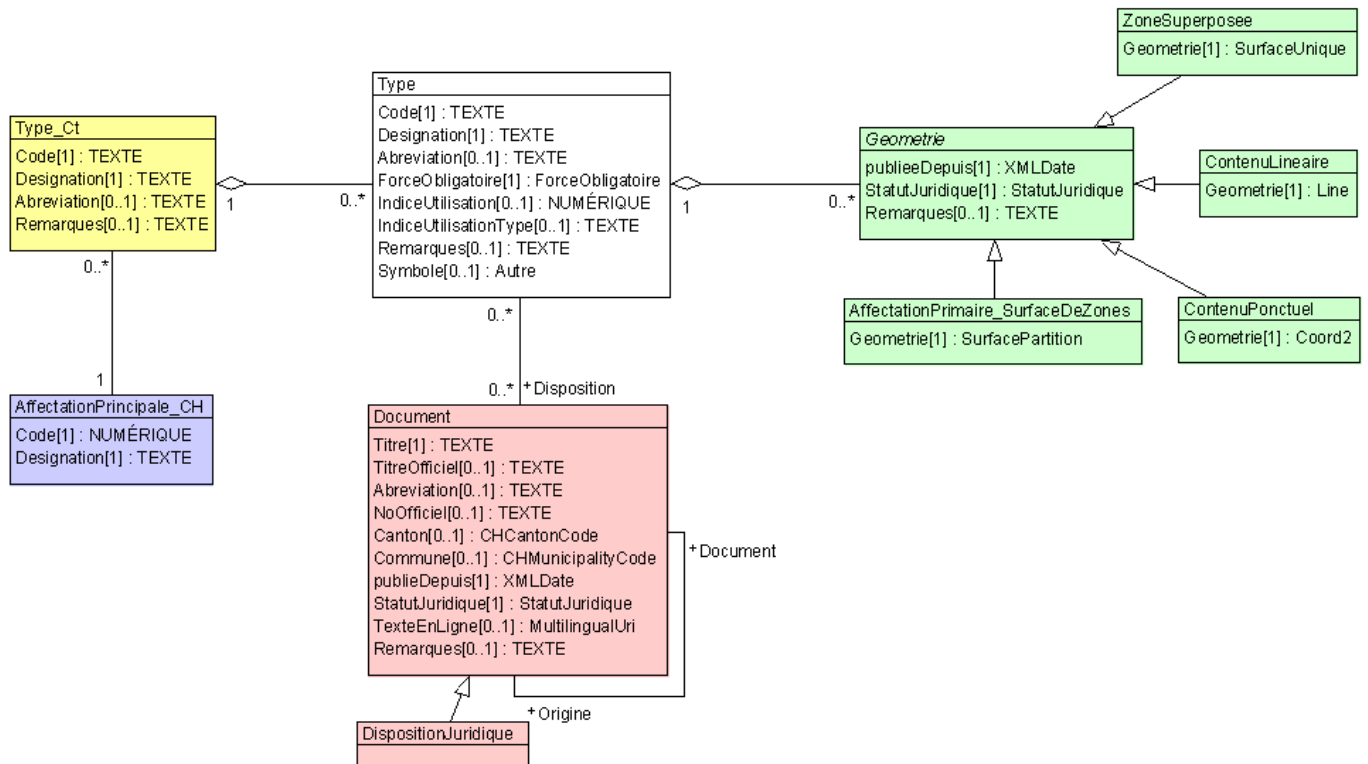 ZoneSuperposee
Geometrie[1] : SurfaceUnique
Type
Code[1] : TEXTE
Designation[1] : TEXTE
Abreviation[0..1] : TEXTE
ForceObligatoire[1] : ForceObligatoire
IndiceUtilisation[0..1] : NUMÉRIQUE
IndiceUtilisationType[0..1] : TEXTE
Remarques[0..1] : TEXTE
Symbole[0..1] : Autre
Type_Ct
Code[1] : TEXTE
Designation[1] : TEXTE
Abreviation[0..1] : TEXTE
Remarques[0..1] : TEXTE
1
0..*
1
0..*
Geometrie
publieeDepuis[1] : XMLDate
StatutJuridique[1] : StatutJuridique
Remarques[0..1] : TEXTE
ContenuLineaire
Geometrie[1] : Line
0..*
1
AffectationPrimaire_SurfaceDeZones
Geometrie[1] : SurfacePartition
ContenuPonctuel
Geometrie[1] : Coord2
0..*
0..*
+Disposition
AffectationPrincipale_CH
Code[1] : NUMÉRIQUE
Designation[1] : TEXTE
Document
Titre[1] : TEXTE
TitreOfficiel[0..1] : TEXTE
Abreviation[0..1] : TEXTE
NoOfficiel[0..1] : TEXTE
Canton[0..1] : CHCantonCode
Commune[0..1] : CHMunicipalityCode
publieDepuis[1] : XMLDate
StatutJuridique[1] : StatutJuridique
TexteEnLigne[0..1] : MultilingualUri
Remarques[0..1] : TEXTE
+Document
+Origine
DispositionJuridique